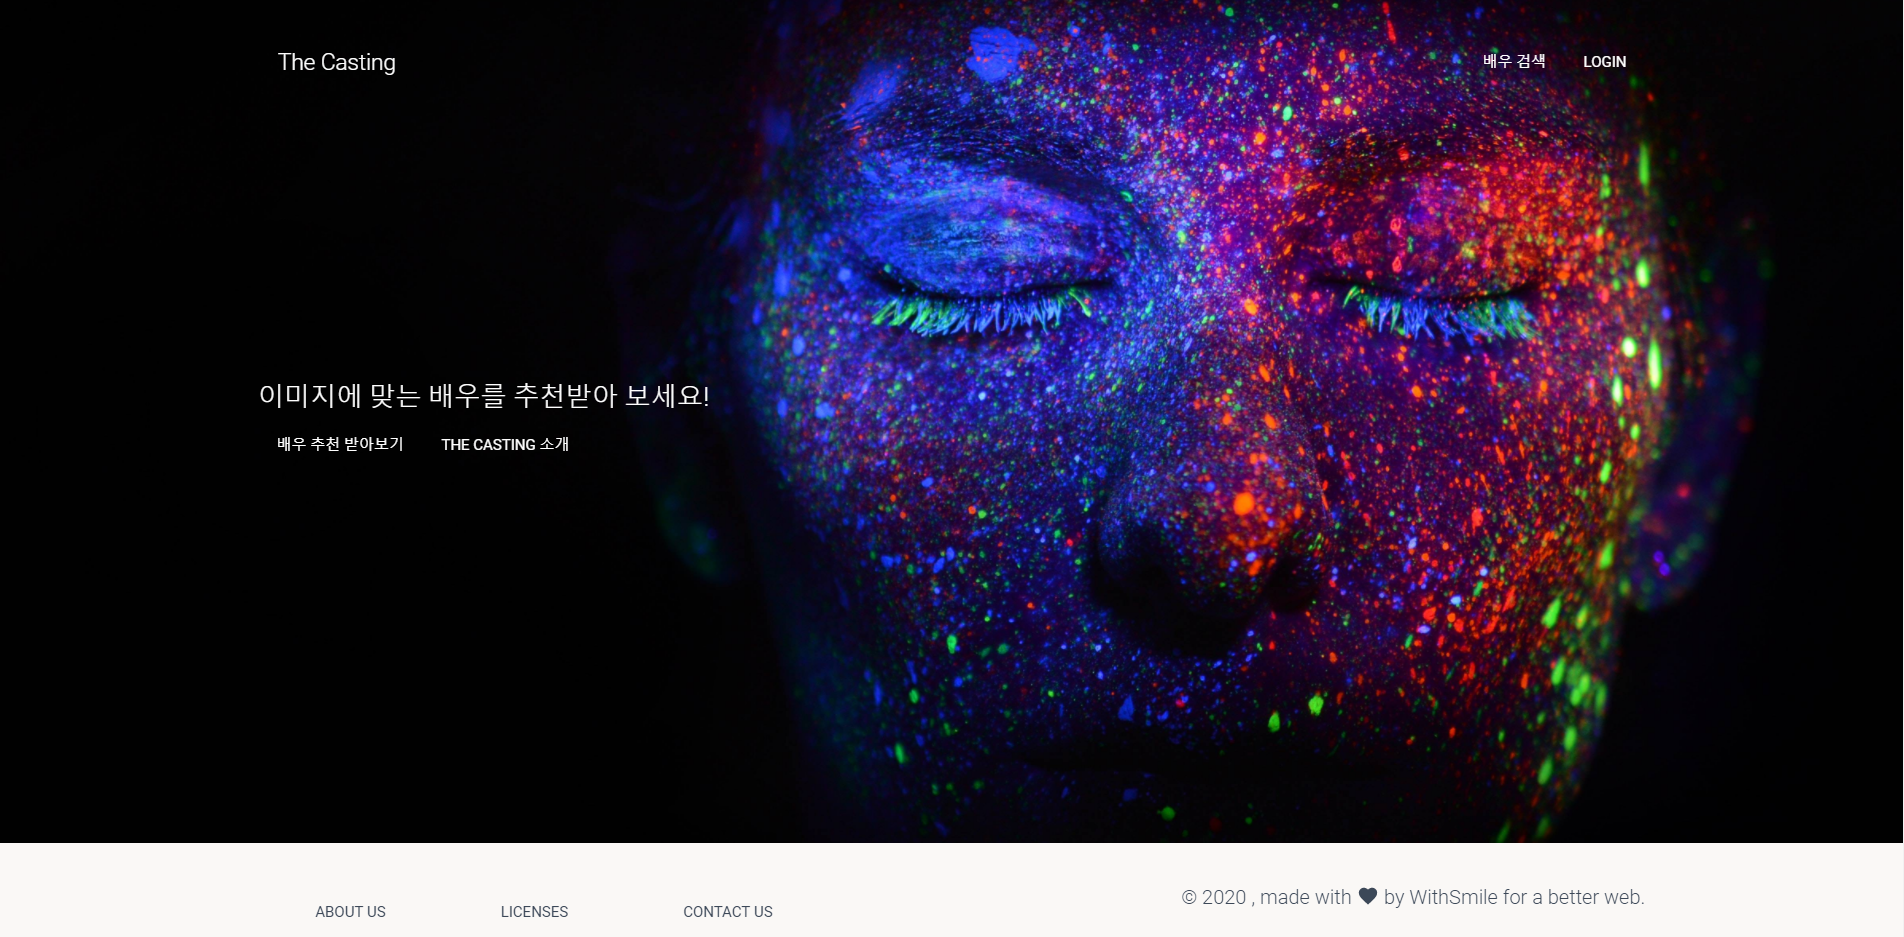 The Casting
배우 검색 LOGIN
이미지에 맞는 배우를 추천받아 보세요!
배우 추천 받아보기 THE CASTING 소개
ABOUT US LICENSES CONTACT US
© 2020 , made with ♥ by WithSmile for a better web.